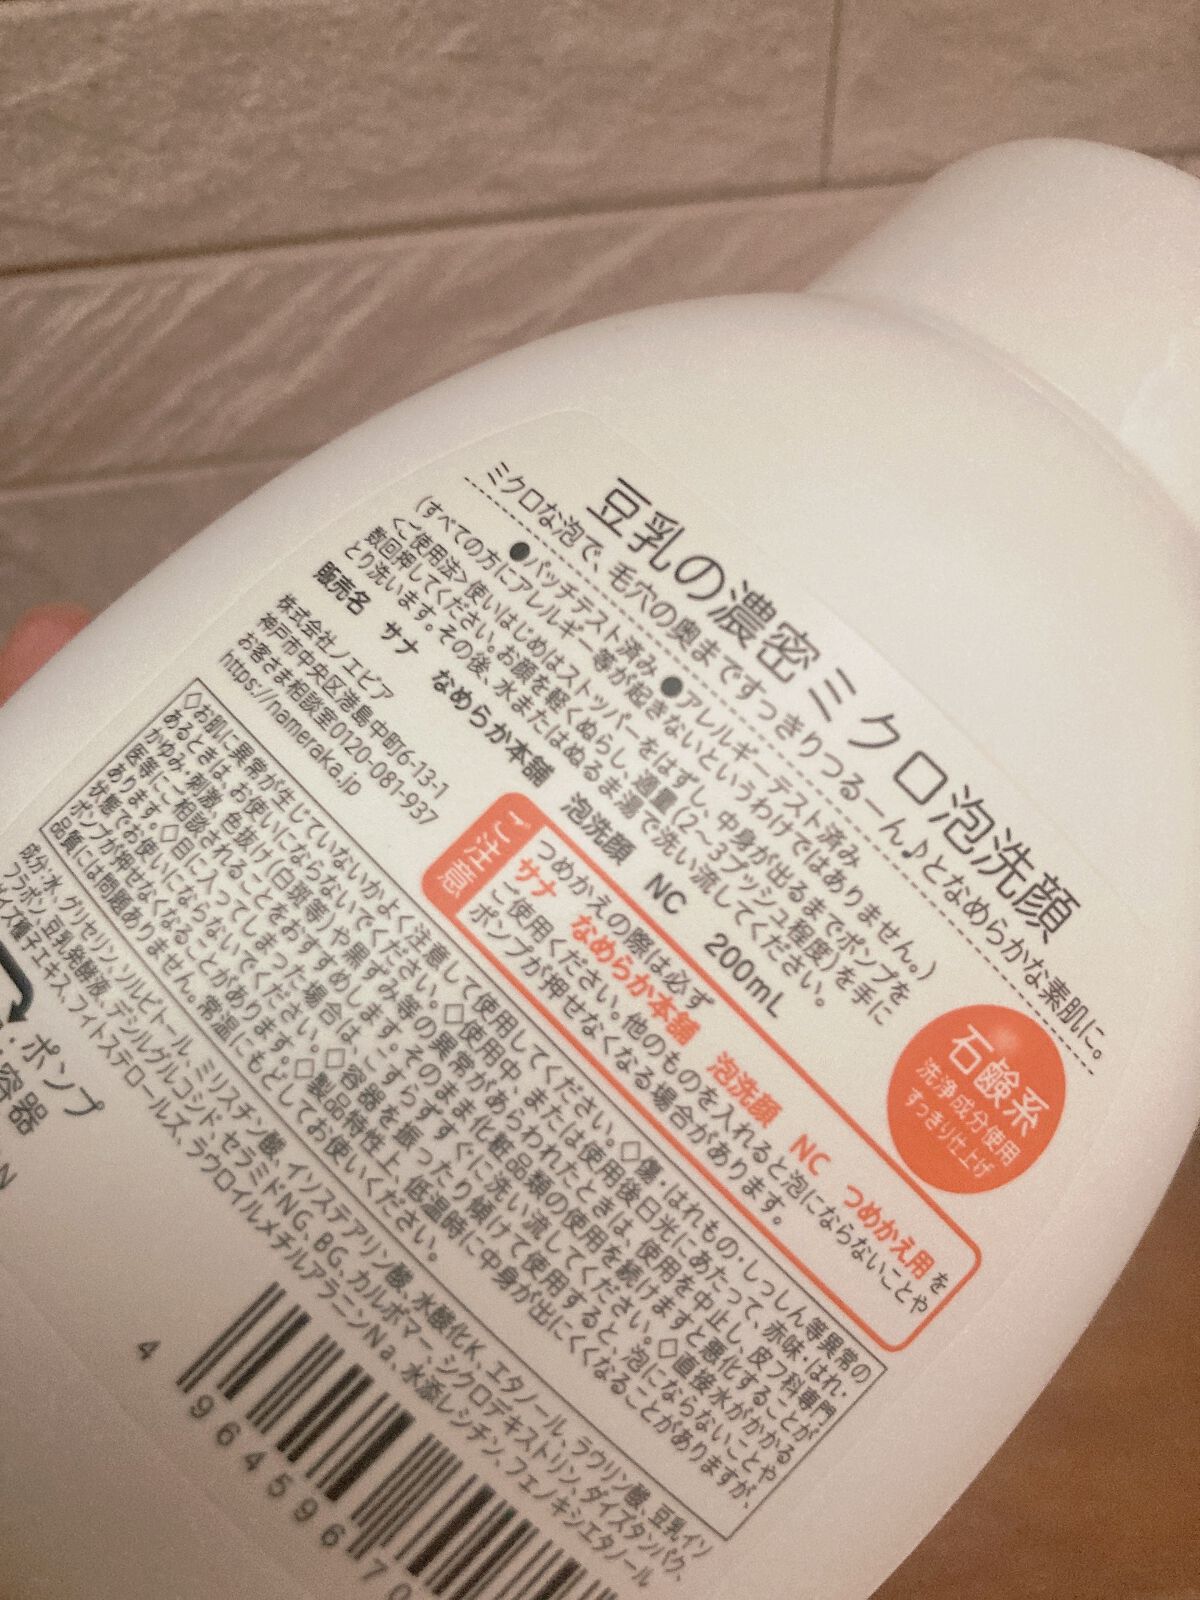 豆乳の濃密ミクロ泡洗顔
ミクロな泡で、毛穴の奥まですっきりつるーん♪となめらかな素肌に。
●パッチテスト済み ●アレルギーテスト済み
(すべての方にアレルギー等が起きないというわけではありません。)
<ご使用法>使いはじめはストッパーをはずし、中身が出るまでポンプを
数回押してください。お顔を軽くぬらし、適量(2~3プッシュ程度)を手に
とり洗います。その後、水またはぬるま湯で洗い流してください。
販売名 サナ なめらか本舗 泡洗顔 NC 200mL
株式会社ノエビア
神戸市中央区港島中町6-13-1
お客さま相談室0120-081-937
https://nameraka.jp
石鹸系
洗浄成分使用
すっきり仕上げ
ご注意
つめかえの際は必ず
サナ なめらか本舗 泡洗顔 NC つめかえ用を
ご使用ください。他のものを入れると泡にならないことや
ポンプが押せなくなる場合があります。
◇お肌に異常が生じていないかよく注意して使用してください。◇傷・はれもの・しっしん等異常の
あるときは、お使いにならないでください。◇使用中、または使用後日光にあたって、赤味・はれ・
かゆみ・刺激、色抜け(白斑等)や黒ずみ等の異常があらわれたときは、使用を中止し、皮フ科専門
医等にご相談されることをおすすめします。そのまま化粧品類の使用を続けますと悪化することが
あります。◇目に入ってしまった場合は、こすらずすぐに洗い流してください。◇直接水がかかる
状態でお使いにならないでください。◇容器を振ったり傾けて使用すると、泡にならないことや
ポンプが押せなくなることがあります。◇製品特性上、低温時に中身が出にくくなることがありますが、
品質には問題ありません。常温にもどしてお使いください。
成分:水、グリセリン、ソルビトール、ミリスチン酸、イソステアリン酸、水酸化K、エタノール、ラウリン酸、豆乳イソ
フラボン 豆乳発酵液、デシルグルコシド、セラミドNG、BG、カルボマー、シクロデキストリン、ダイズタンパク、
ダイズ種子エキス、フィトステロールズ、ラウロイルメチルアラニンNa、水添レシチン、フェノキシエタノール
ポンプ
容器
4 964596 70